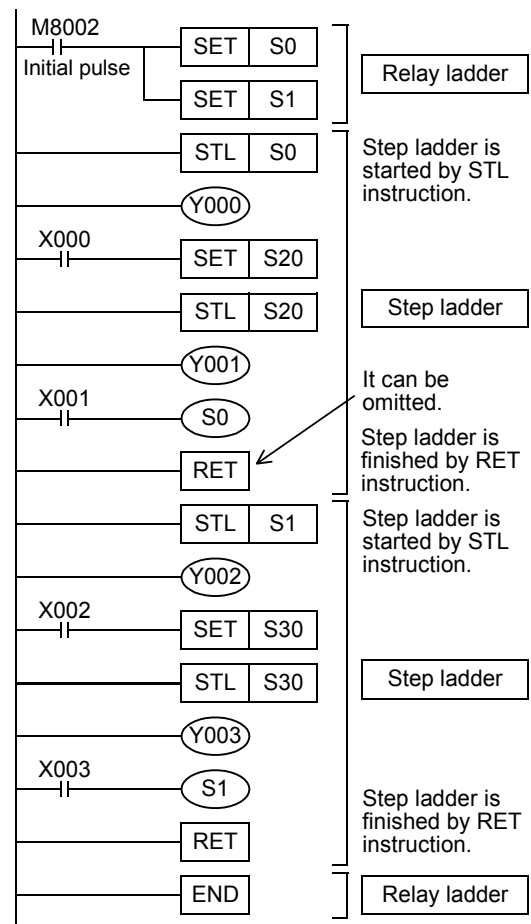 M8002
Initial pulse
SET S0
SET S1
Relay ladder
STL S0
Step ladder is
started by STL
instruction.
Y000
X000
SET S20
STL S20
Step ladder
Y001
It can be
omitted.
X001
S0
Step ladder is
finished by RET
instruction.
RET
STL S1
Step ladder is
started by STL
instruction.
Y002
X002
SET S30
STL S30
Step ladder
Y003
X003
S1
Step ladder is
finished by RET
instruction.
RET
END
Relay ladder